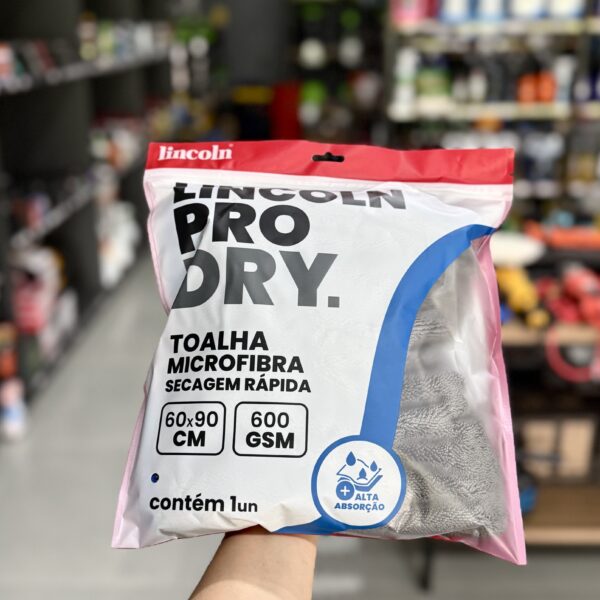 lincoln
LINCOLN
PRO
DRY.
TOALHA
MICROFIBRA
SECAGEM RÁPIDA
60x90
CM
600
GSM
+ALTA
ABSORÇÃO
contém 1un